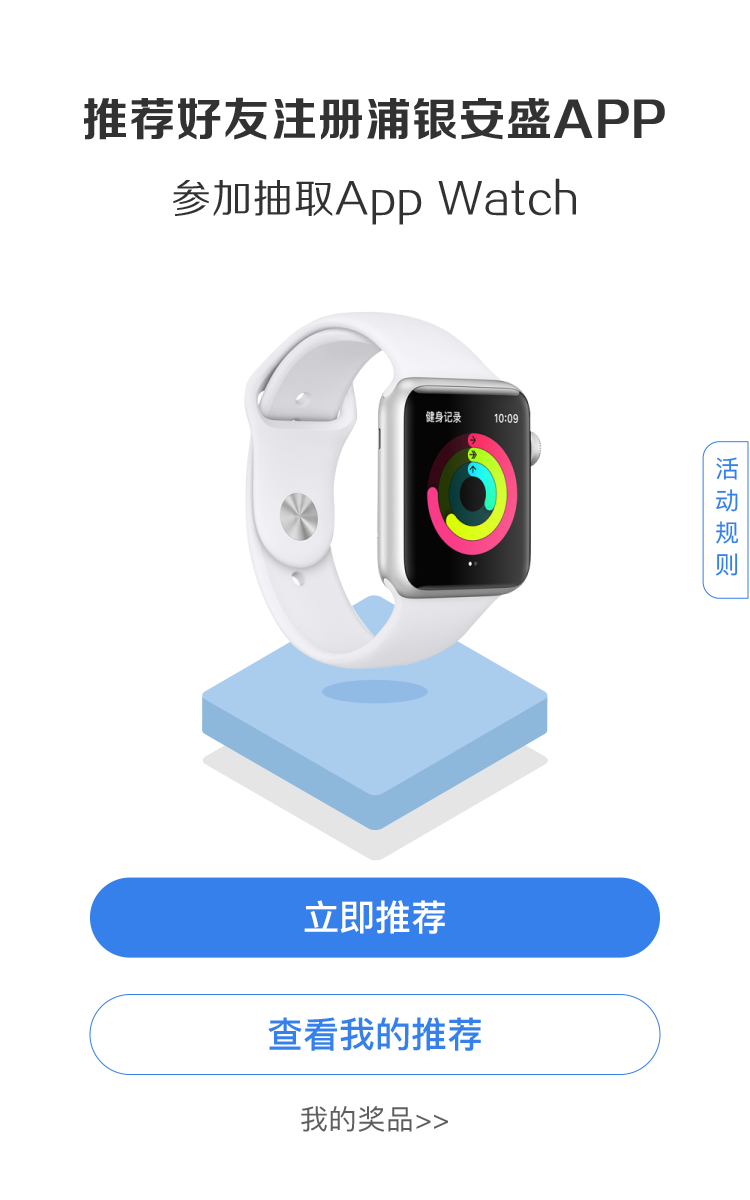 推荐好友注册浦银安盛APP
参加抽取App Watch
健身记录 10:09
活动规则
立即推荐
查看我的推荐
我的奖品>>